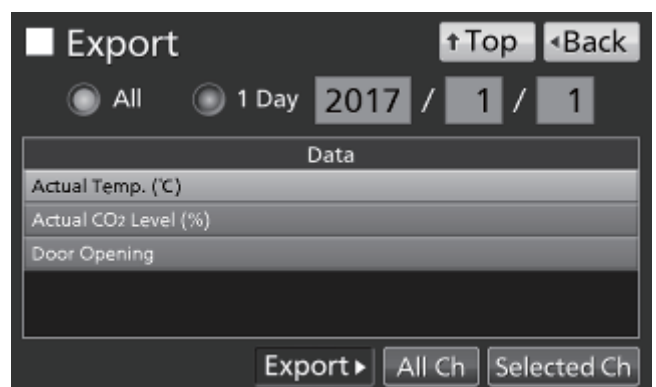 Export ↑Top ◂Back
All 1 Day 2017 / 1 / 1
Data
Actual Temp. (℃)
Actual CO2 Level (%)
Door Opening
Export▸ All Ch Selected Ch